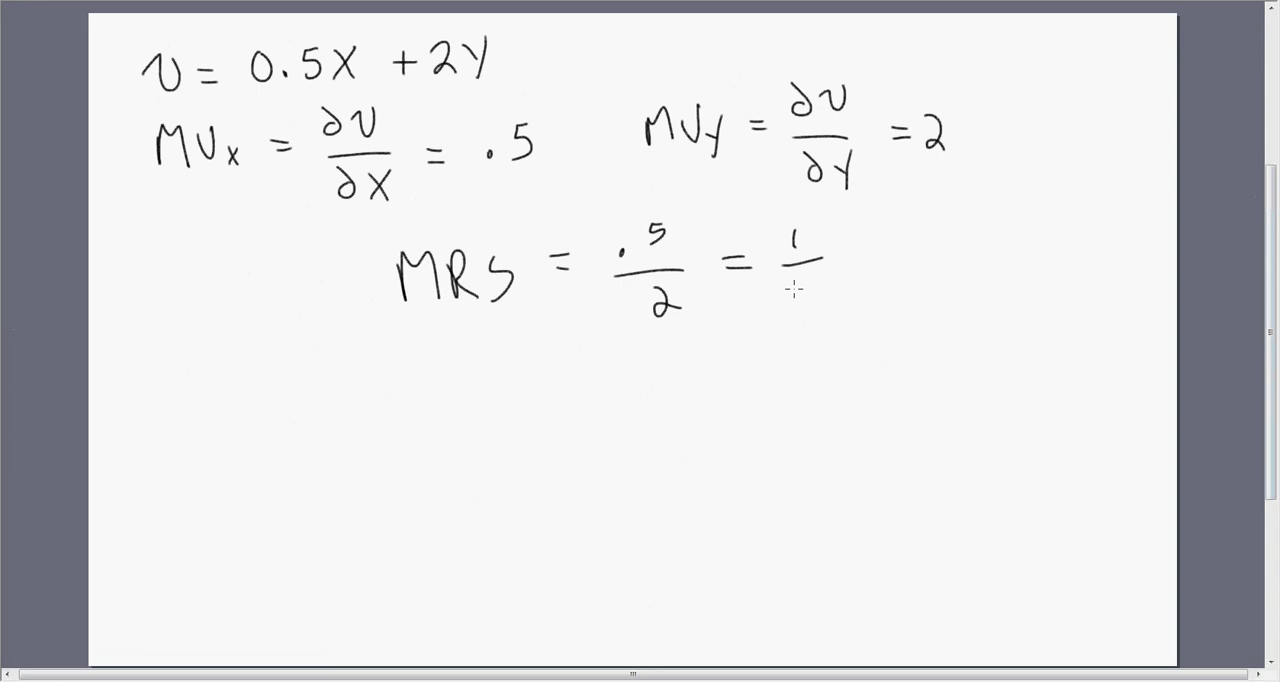 U = 0.5X + 2Y
MUx = ∂U/∂X = .5 MUy = ∂U/∂Y = 2
MRS = .5/2 = 1/